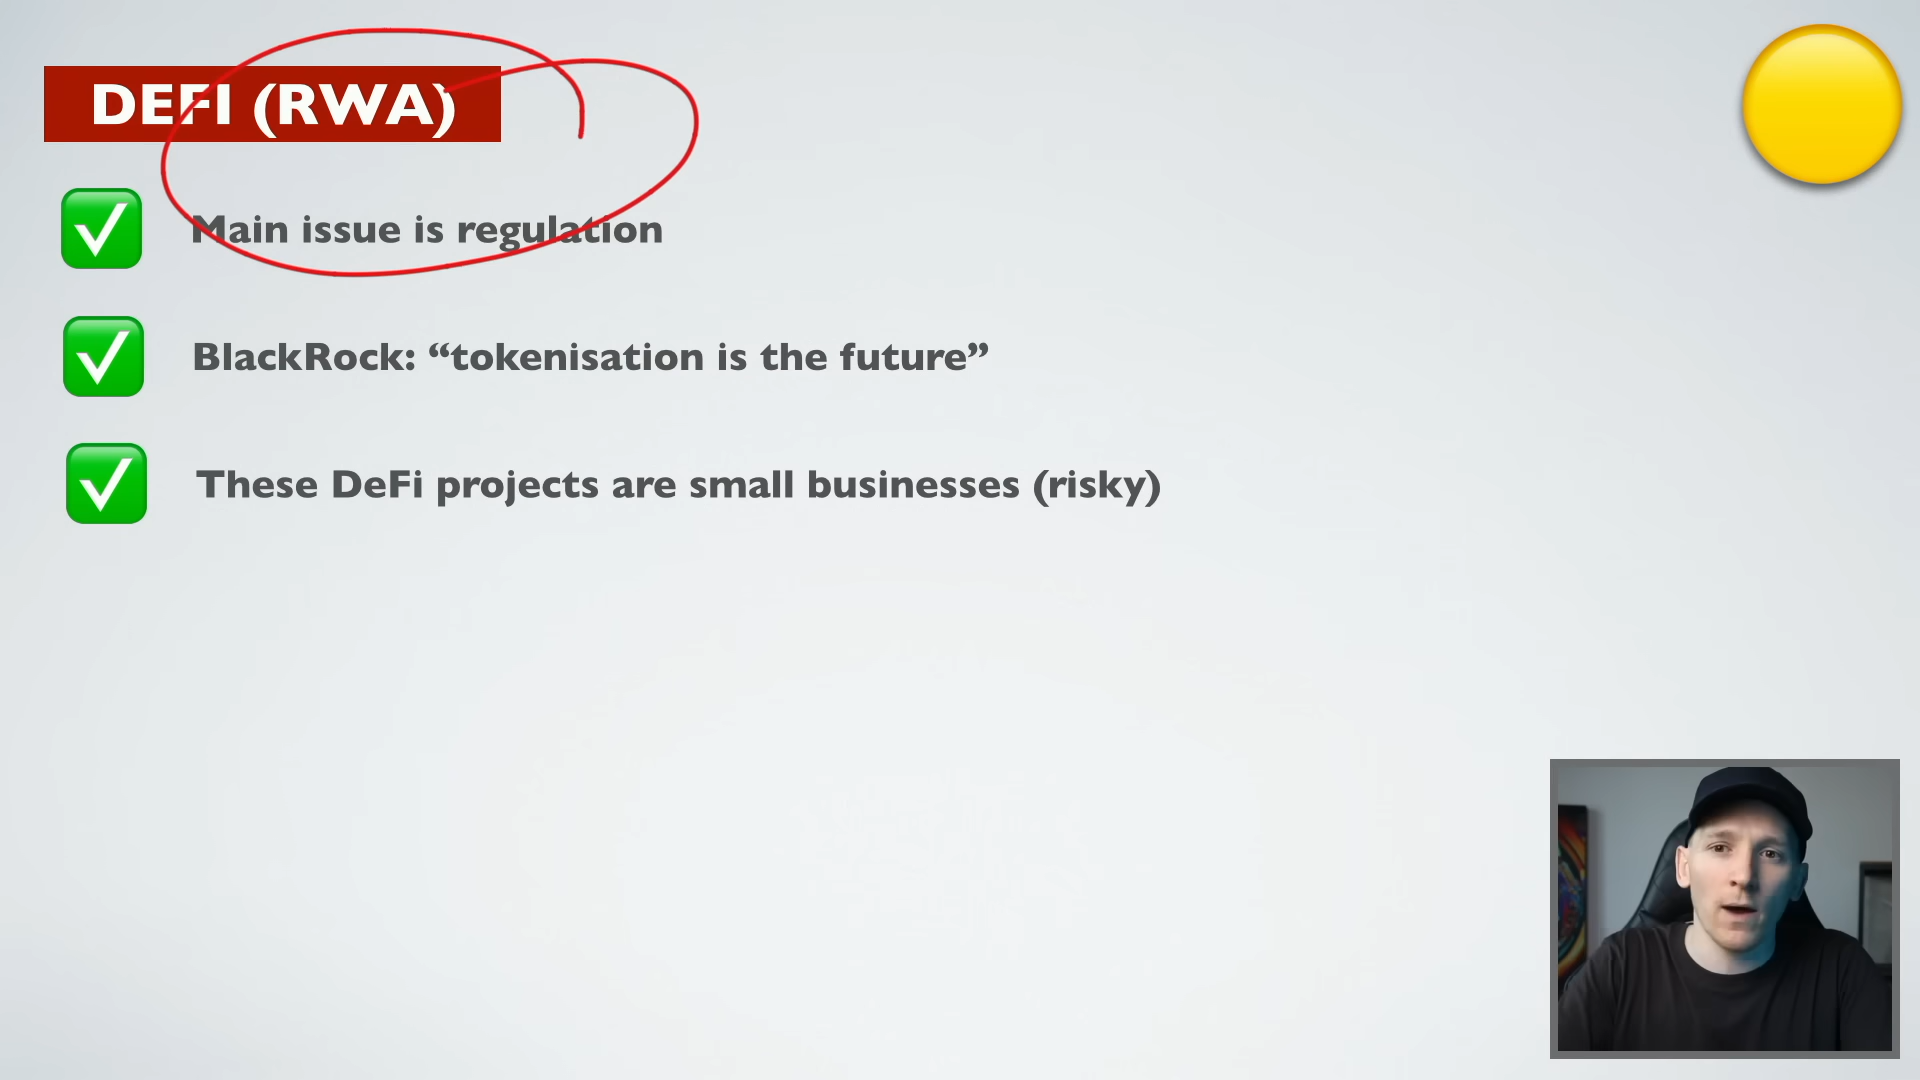 DEFI (RWA)
Main issue is regulation
BlackRock: “tokenisation is the future”
These DeFi projects are small businesses (risky)